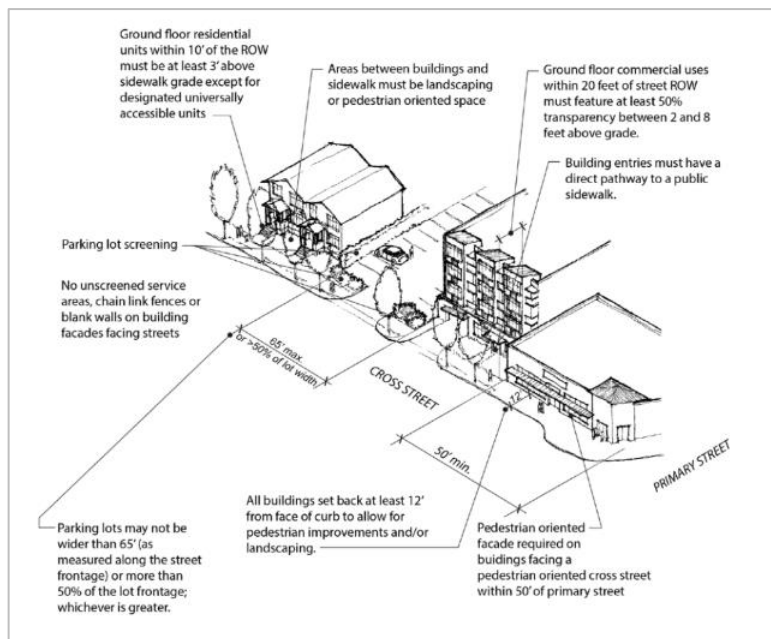 Ground floor residential
units within 10' of the ROW
must be at least 3' above
sidewalk grade except for
designated universally
accessible units
Areas between buildings and
sidewalk must be landscaping
or pedestrian oriented space
Ground floor commercial uses
within 20 feet of street ROW
must feature at least 50%
transparency between 2 and 8
feet above grade.
Building entries must have a
direct pathway to a public
sidewalk.
Parking lot screening
No unscreened service
areas, chain link fences or
blank walls on building
facades facing streets
65' max
or >50% of lot width
CROSS STREET
12'
50' min.
PRIMARY STREET
Parking lots may not be
wider than 65' (as
measured along the street
frontage) or more than
50% of the lot frontage;
whichever is greater.
All buildings set back at least 12'
from face of curb to allow for
pedestrian improvements and/or
landscaping.
Pedestrian oriented
facade required on
buidings facing a
pedestrian oriented cross street
within 50' of primary street